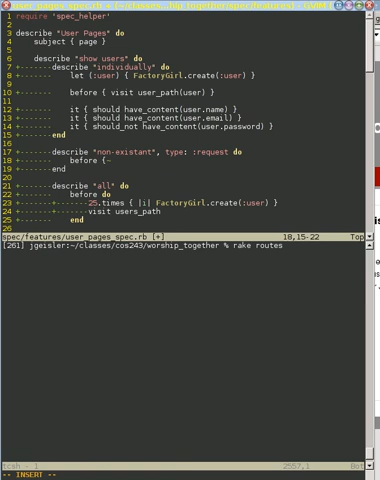 user_pages_spec.rb (+) (~/classes...hip_together/spec/features) - GVIM
1 require 'spec_helper'
2
3 describe "User Pages" do
4     subject { page }
5
6     describe "show users" do
7 +-------describe "individually" do
8 +-------    let (:user) { FactoryGirl.create(:user) }
9
10 +-------    before { visit user_path(user) }
11
12 +-------    it { should have_content(user.name) }
13 +-------    it { should have_content(user.email) }
14 +-------    it { should_not have_content(user.password) }
15 +-------end
16
17 +-------describe "non-existant", type: :request do
18 +-------    before {~
19 +-------end
20
21 +-------describe "all" do
22 +-------    before do
23 +-------+-------25.times { |i| FactoryGirl.create(:user) }
24 +-------+-------visit users_path
25 +-------    end
26
spec/features/user_pages_spec.rb [+] 18,15-22 Top
[261] jgeisler:~/classes/cos243/worship_together % rake routes
tcsh - 1 2557,1 Bot
-- INSERT --